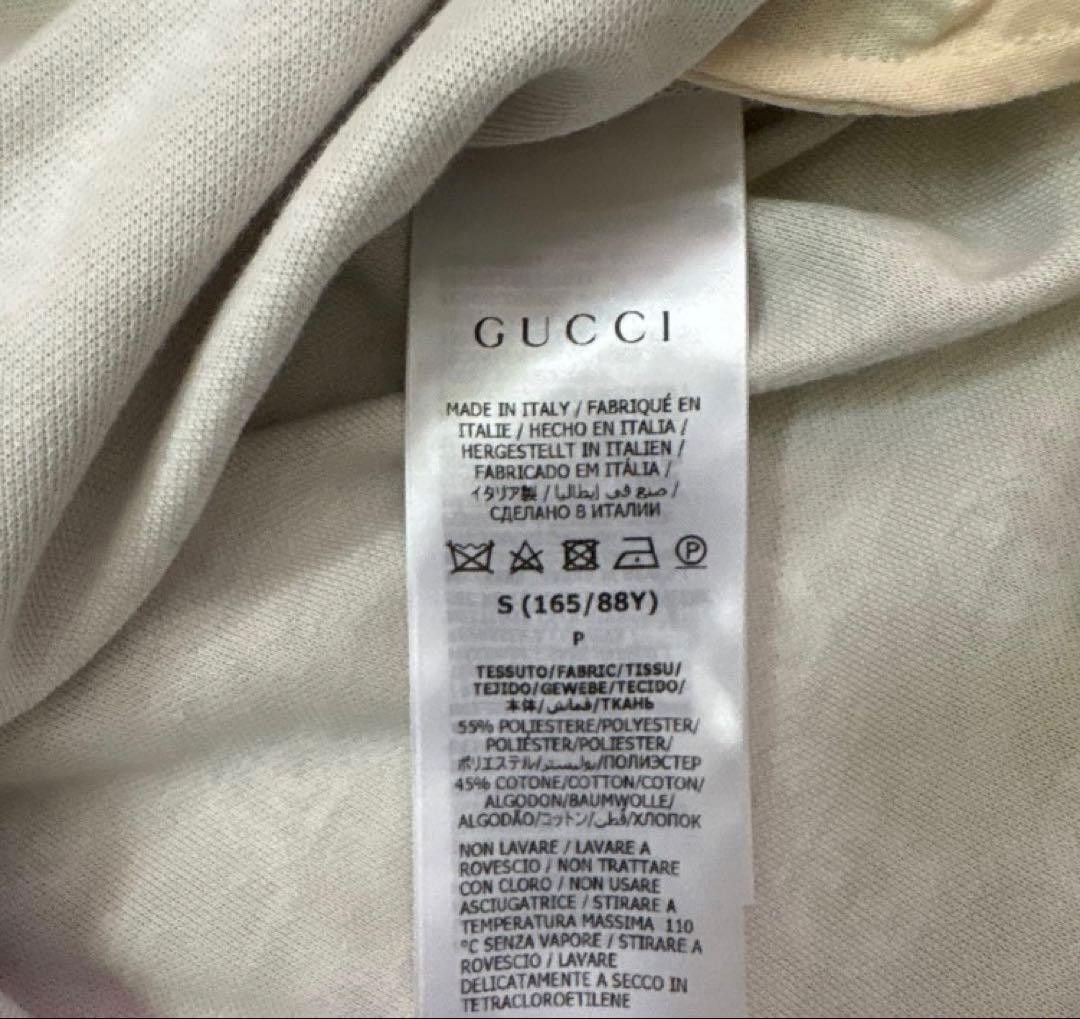 GUCCI
MADE IN ITALY / FABRIQUÉ EN
ITALIE / HECHO EN ITALIA /
HERGESTELLT IN ITALIEN /
FABRICADO EM ITÁLIA /
イタリア製 / صنع في إيطاليا /
СДЕЛАНО В ИТАЛИИ
P
S (165/88Y)
P
TESSUTO/FABRIC/TISSU/
TEJIDO/GEWEBE/TECIDO/
本体/قماش/ТКАНЬ
55% POLIESTERE/POLYESTER/
POLIÉSTER/POLIESTER/
ポリエステル/بوليستر/ПОЛИЭСТЕР
45% COTONE/COTTON/COTON/
ALGODON/BAUMWOLLE/
ALGODÃO/コットン/قطن/ХЛОПОК
NON LAVARE / LAVARE A
ROVESCIO / NON TRATTARE
CON CLORO / NON USARE
ASCIUGATRICE / STIRARE A
TEMPERATURA MASSIMA 110
°C SENZA VAPORE / STIRARE A
ROVESCIO / LAVARE
DELICATAMENTE A SECCO IN
TETRACLOROETILENE